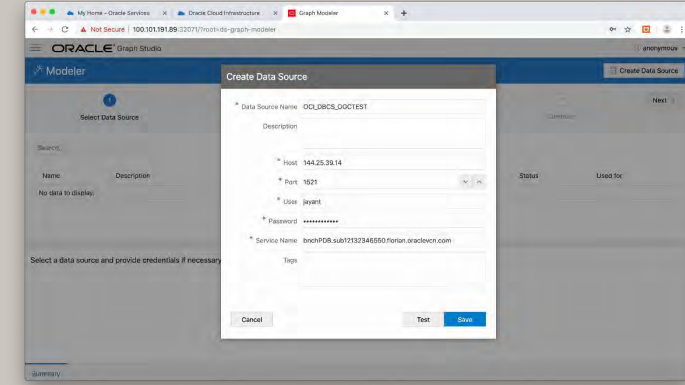 My Home - Oracle Services
Oracle Cloud Infrastructure
Graph Modeler
Not Secure | 100.101.191.89:32071/?root=ds-graph-modeler
ORACLE Graph Studio
anonymous
Modeler
Create Data Source
1
Next
Select Data Source
Search...
Name Description Status Used for
No data to display.
Select a data source and provide credentials if necessary
Summary
Create Data Source
* Data Source Name OCI_DBCS_OGCTEST
Description
* Host 144.25.39.14
* Port 1521
* User jayant
* Password ••••••••••••
* Service Name bnchPDB.sub12132346550.florian.oraclevcn.com
Tags
Cancel Test Save